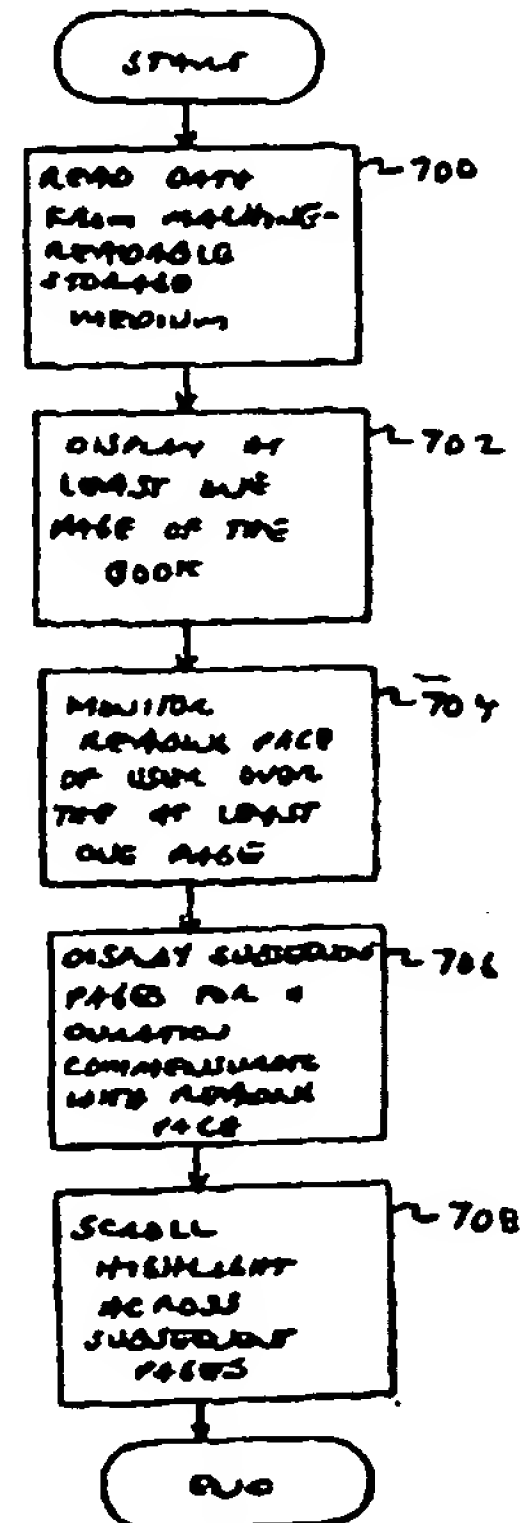 START
READ DATA
FROM MACHINE-
READABLE
STORAGE
MEDIUM
700
DISPLAY AT
LEAST ONE
PAGE OF THE
BOOK
702
MONITOR
READING PACE
OF USER OVER
THE AT LEAST
ONE PAGE
704
DISPLAY SUBSEQUENT
PAGES FOR A
DURATION
COMMENSURATE
WITH READING
PACE
706
SCROLL
HIGHLIGHT
ACROSS
SUBSEQUENT
PAGES
708
END